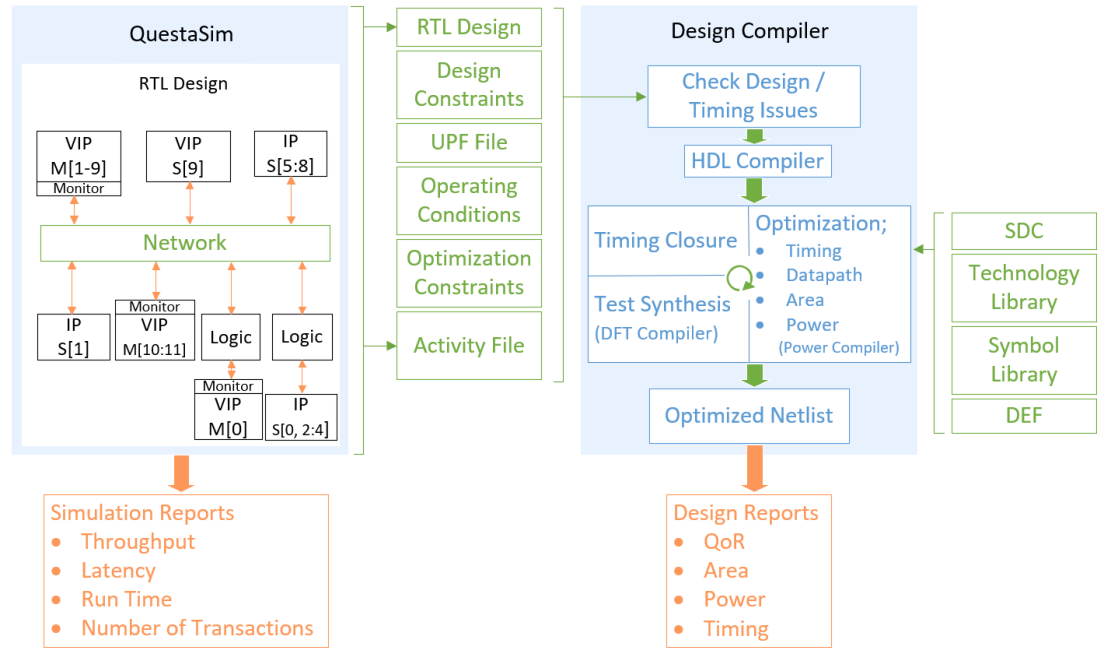 QuestaSim
RTL Design
VIP
M[1-9]
Monitor
VIP
S[9]
IP
S[5:8]
Network
IP
S[1]
Monitor
VIP
M[10:11]
Logic
Logic
Monitor
VIP
M[0]
IP
S[0, 2:4]
Simulation Reports
• Throughput
• Latency
• Run Time
• Number of Transactions
RTL Design
Design
Constraints
UPF File
Operating
Conditions
Optimization
Constraints
Activity File
Design Compiler
Check Design /
Timing Issues
HDL Compiler
Timing Closure
Test Synthesis
(DFT Compiler)
Optimization;
• Timing
• Datapath
• Area
• Power
(Power Compiler)
Optimized Netlist
Design Reports
• QoR
• Area
• Power
• Timing
SDC
Technology
Library
Symbol
Library
DEF